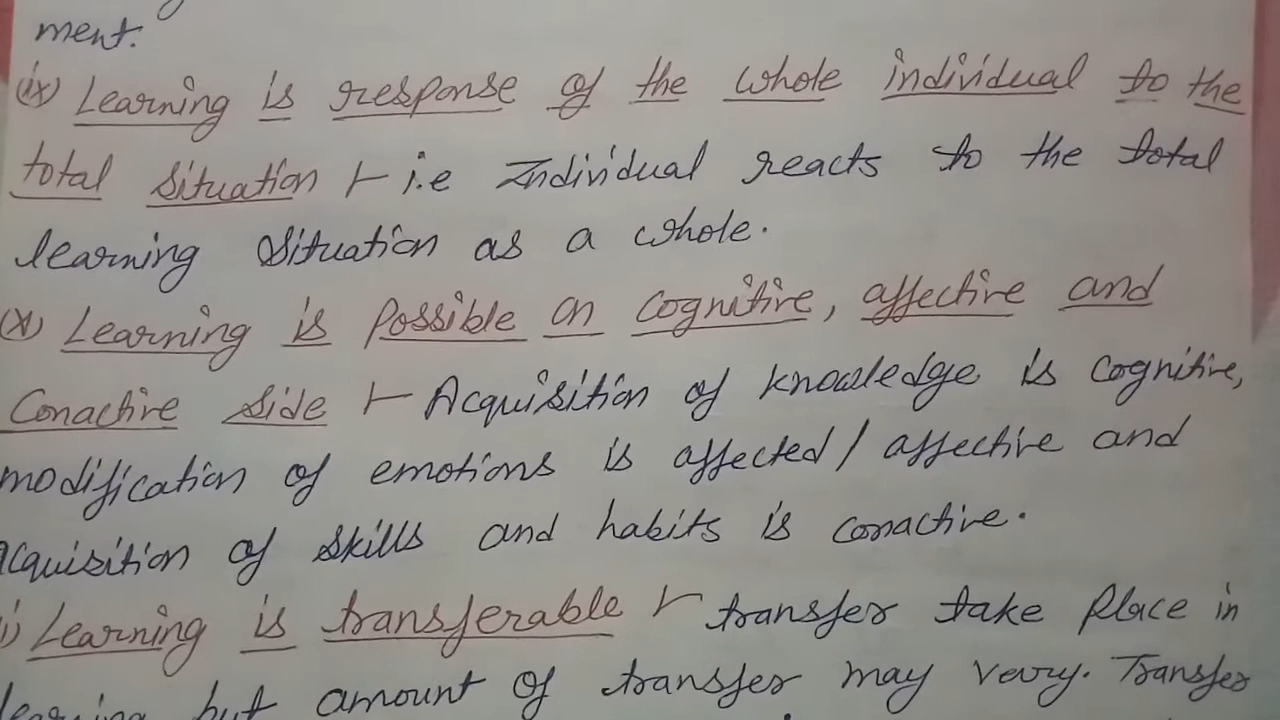 ment.
(ix) Learning is response of the whole individual to the
total situation :- i.e Individual reacts to the total
learning situation as a whole.
(x) Learning is possible on cognitive, affective and
Conactive side :- Acquisition of knowledge is cognitive,
modification of emotions is affected / affective and
acquisition of skills and habits is conactive.
i) Learning is transferable :- transfer take place in
learning but amount of transfer may veary. Transfer